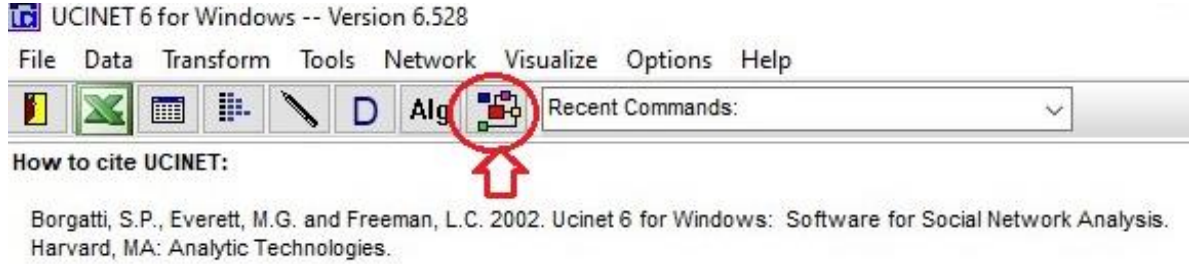 UCINET 6 for Windows -- Version 6.528
File Data Transform Tools Network Visualize Options Help
D Alg Recent Commands:
How to cite UCINET:
Borgatti, S.P., Everett, M.G. and Freeman, L.C. 2002. Ucinet 6 for Windows: Software for Social Network Analysis.
Harvard, MA: Analytic Technologies.